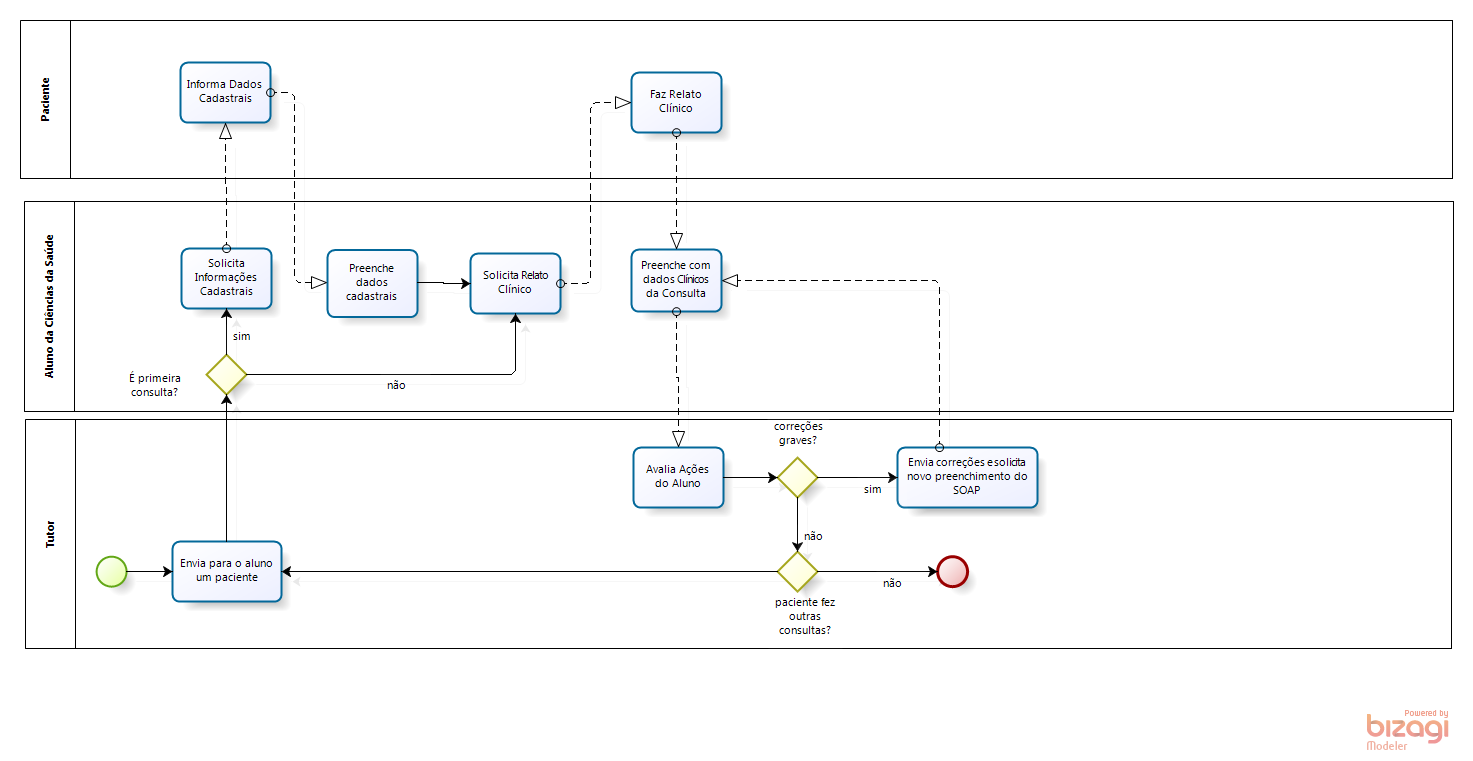 Paciente
Informa Dados
Cadastrais
Faz Relato
Clínico
Aluno da Ciências da Saúde
Solicita
Informações
Cadastrais
Preenche
dados
cadastrais
Solicita Relato
Clínico
Preenche com
dados Clínicos
da Consulta
sim
É primeira
consulta?
não
Tutor
correções
graves?
Avalia Ações
do Aluno
sim
Envia correções e solicita
novo preenchimento do
SOAP
não
Envia para o aluno
um paciente
não
paciente fez
outras
consultas?
Powered by
bizagi
Modeler